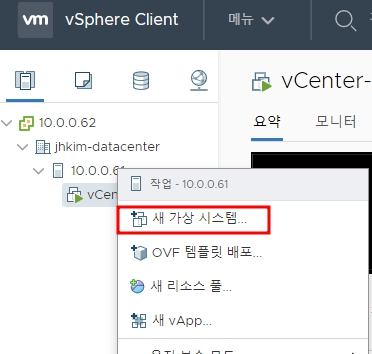 vm vSphere Client 메뉴
vCenter-
요약 모니터
10.0.0.62
jhkim-datacenter
10.0.0.61
vCen
작업 - 10.0.0.61
새 가상 시스템...
OVF 템플릿 배포...
새 리소스 풀...
새 vApp...